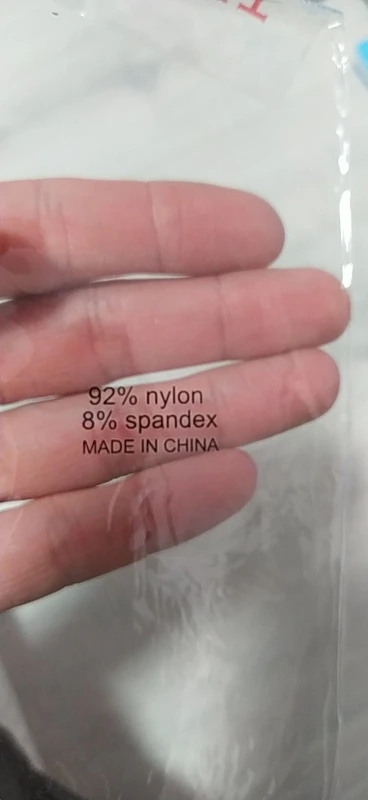 92% nylon
8% spandex
MADE IN CHINA